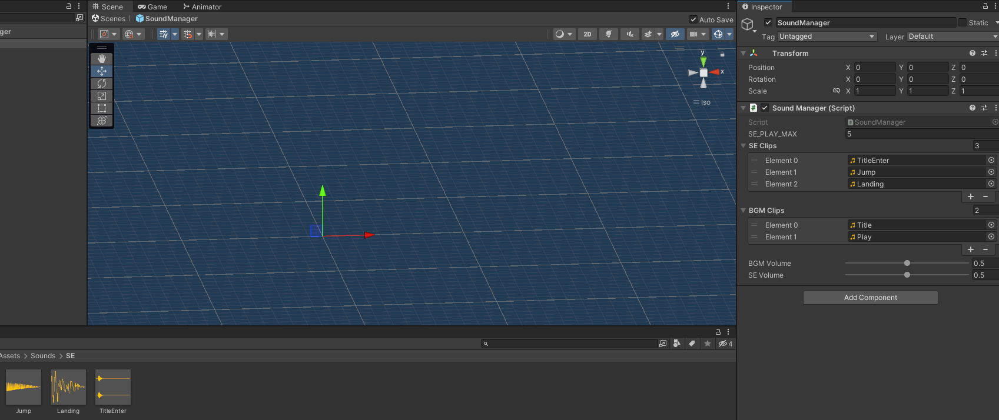 Scene Game Animator
Scenes SoundManager
Auto Save
ger
2D
y
x
Iso
4
Assets > Sounds > SE
Jump Landing TitleEnter
Inspector
SoundManager Static
Tag Untagged Layer Default
Transform
Position X 0 Y 0 Z 0
Rotation X 0 Y 0 Z 0
Scale X 1 Y 1 Z 1
# Sound Manager (Script)
Script SoundManager
SE_PLAY_MAX 5
SE Clips 3
Element 0 TitleEnter
Element 1 Jump
Element 2 Landing
+ −
BGM Clips 2
Element 0 Title
Element 1 Play
+ −
BGM Volume 0.5
SE Volume 0.5
Add Component